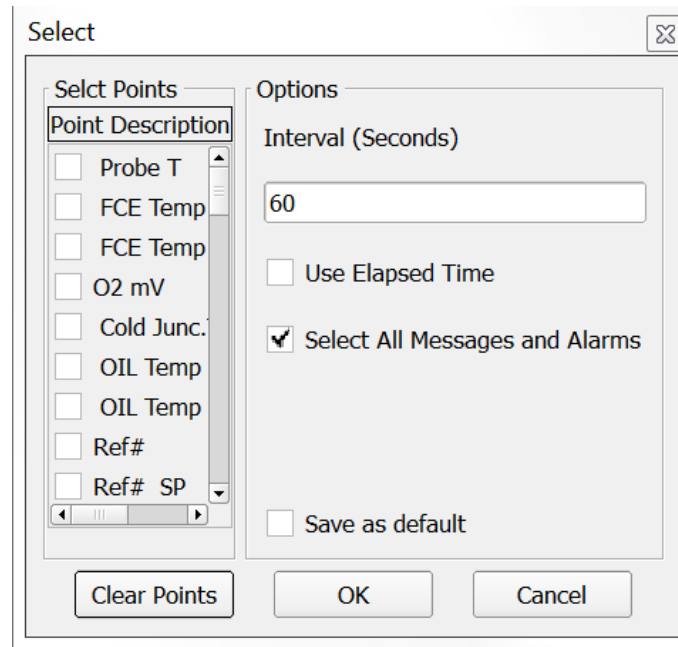 Select
Selct Points
Point Description
Probe T
FCE Temp
FCE Temp
O2 mV
Cold Junc.
OIL Temp
OIL Temp
Ref#
Ref#  SP
Options
Interval (Seconds)
60
Use Elapsed Time
Select All Messages and Alarms
Save as default
Clear Points
OK
Cancel